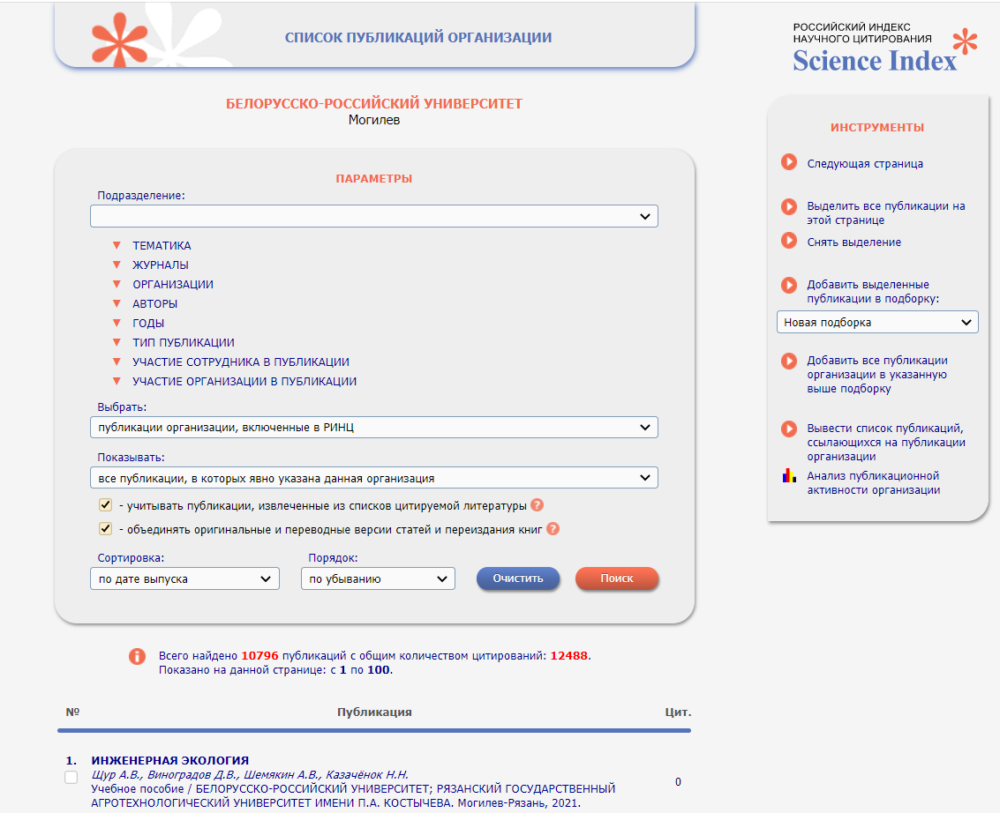 СПИСОК ПУБЛИКАЦИЙ ОРГАНИЗАЦИИ
РОССИЙСКИЙ ИНДЕКС
НАУЧНОГО ЦИТИРОВАНИЯ
Science Index
БЕЛОРУССКО-РОССИЙСКИЙ УНИВЕРСИТЕТ
Могилев
ПАРАМЕТРЫ
Подразделение:
ТЕМАТИКА
ЖУРНАЛЫ
ОРГАНИЗАЦИИ
АВТОРЫ
ГОДЫ
ТИП ПУБЛИКАЦИИ
УЧАСТИЕ СОТРУДНИКА В ПУБЛИКАЦИИ
УЧАСТИЕ ОРГАНИЗАЦИИ В ПУБЛИКАЦИИ
Выбрать:
публикации организации, включенные в РИНЦ
Показывать:
все публикации, в которых явно указана данная организация
- учитывать публикации, извлеченные из списков цитируемой литературы ?
- объединять оригинальные и переводные версии статей и переиздания книг ?
Сортировка: Порядок:
по дате выпуска по убыванию Очистить Поиск
ИНСТРУМЕНТЫ
Следующая страница
Выделить все публикации на
этой странице
Снять выделение
Добавить выделенные
публикации в подборку:
Новая подборка
Добавить все публикации
организации в указанную
выше подборку
Вывести список публикаций,
ссылающихся на публикации
организации
Анализ публикационной
активности организации
Всего найдено 10796 публикаций с общим количеством цитирований: 12488.
Показано на данной странице: с 1 по 100.
№ Публикация Цит.
1. ИНЖЕНЕРНАЯ ЭКОЛОГИЯ
Щур А.В., Виноградов Д.В., Шемякин А.В., Казачёнок Н.Н.
Учебное пособие / БЕЛОРУССКО-РОССИЙСКИЙ УНИВЕРСИТЕТ; РЯЗАНСКИЙ ГОСУДАРСТВЕННЫЙ
АГРОТЕХНОЛОГИЧЕСКИЙ УНИВЕРСИТЕТ ИМЕНИ П.А. КОСТЫЧЕВА. Могилев-Рязань, 2021.
0